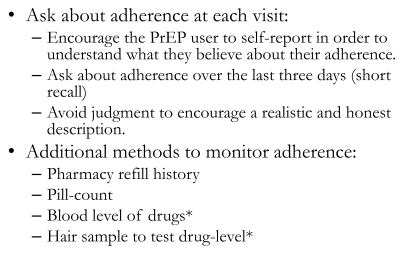 • Ask about adherence at each visit:
– Encourage the PrEP user to self-report in order to
understand what they believe about their adherence.
– Ask about adherence over the last three days (short
recall)
– Avoid judgment to encourage a realistic and honest
description.
• Additional methods to monitor adherence:
– Pharmacy refill history
– Pill-count
– Blood level of drugs*
– Hair sample to test drug-level*